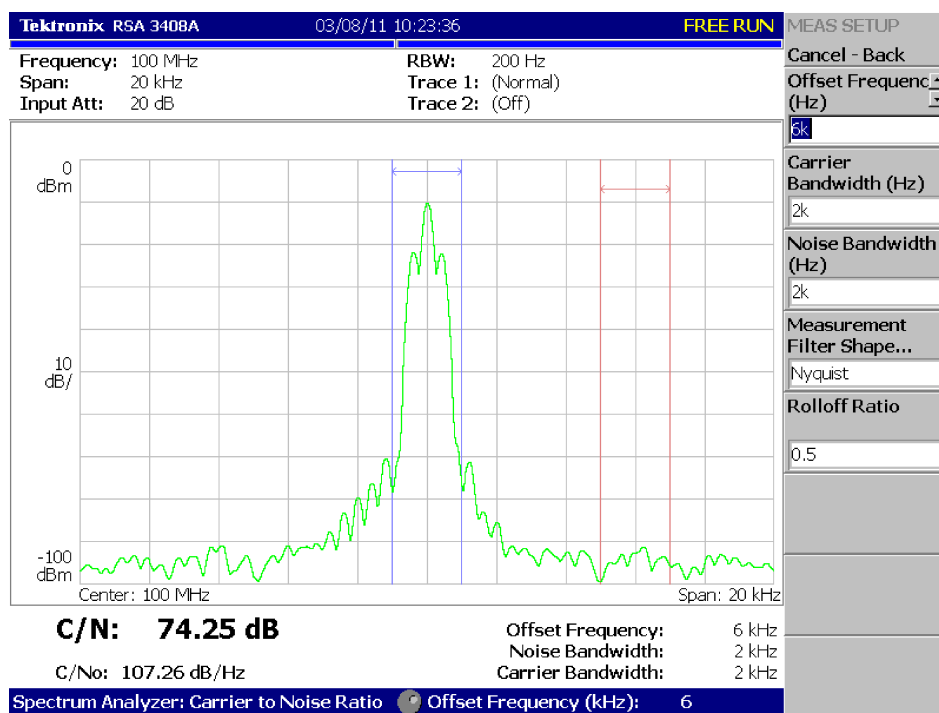 Tektronix RSA 3408A 03/08/11 10:23:36 FREE RUN
Frequency: 100 MHz
Span: 20 kHz
Input Att: 20 dB
RBW: 200 Hz
Trace 1: (Normal)
Trace 2: (Off)
0
dBm
10
dB/
-100
dBm
Center: 100 MHz
Span: 20 kHz
C/N: 74.25 dB
C/No: 107.26 dB/Hz
Offset Frequency: 6 kHz
Noise Bandwidth: 2 kHz
Carrier Bandwidth: 2 kHz
Spectrum Analyzer: Carrier to Noise Ratio Offset Frequency (kHz): 6
MEAS SETUP
Cancel - Back
Offset Frequenc
(Hz)
6k
Carrier
Bandwidth (Hz)
2k
Noise Bandwidth
(Hz)
2k
Measurement
Filter Shape...
Nyquist
Rolloff Ratio
0.5